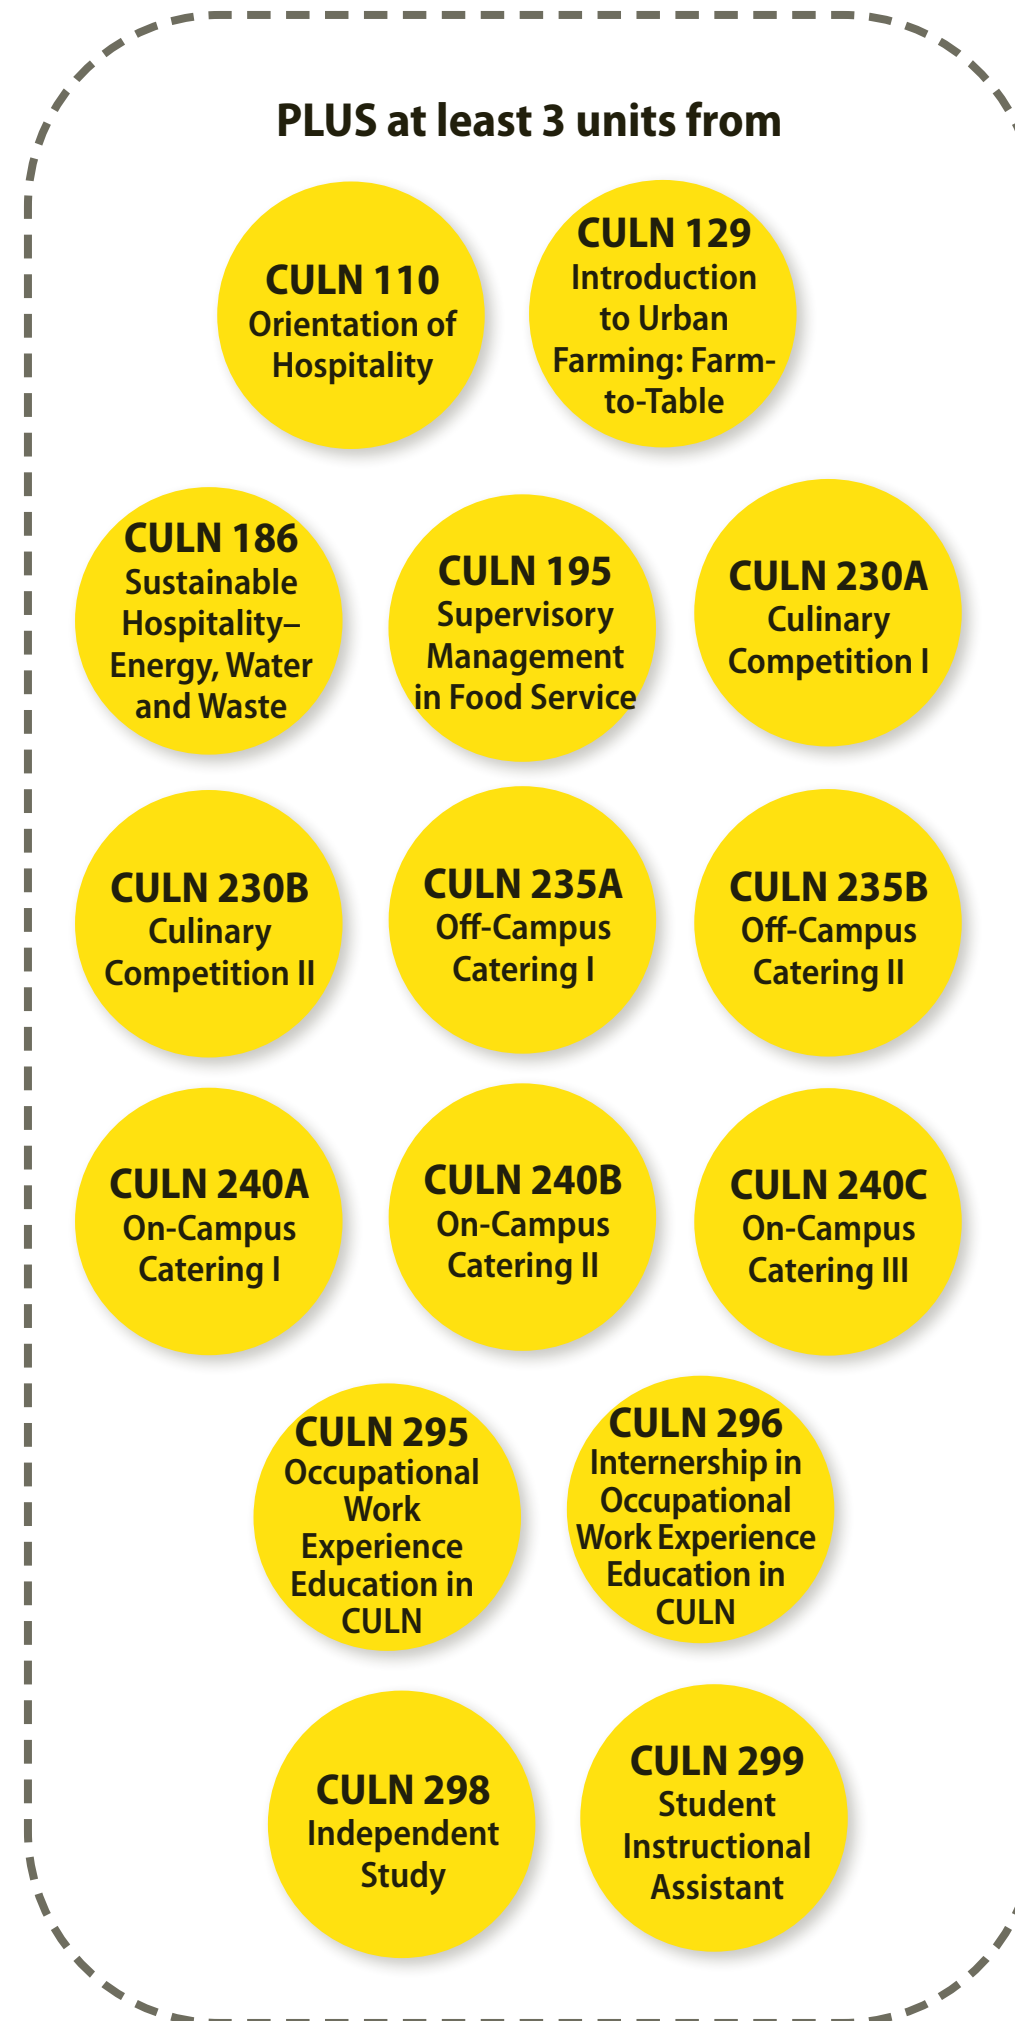 PLUS at least 3 units from
CULN 110
Orientation of
Hospitality
CULN 129
Introduction
to Urban
Farming: Farm-
to-Table
CULN 186
Sustainable
Hospitality–
Energy, Water
and Waste
CULN 195
Supervisory
Management
in Food Service
CULN 230A
Culinary
Competition I
CULN 230B
Culinary
Competition II
CULN 235A
Off-Campus
Catering I
CULN 235B
Off-Campus
Catering II
CULN 240A
On-Campus
Catering I
CULN 240B
On-Campus
Catering II
CULN 240C
On-Campus
Catering III
CULN 295
Occupational
Work
Experience
Education in
CULN
CULN 296
Internership in
Occupational
Work Experience
Education in
CULN
CULN 298
Independent
Study
CULN 299
Student
Instructional
Assistant